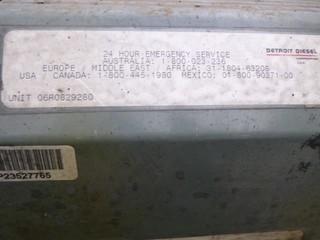 24 HOUR EMERGENCY SERVICE
DETROIT DIESEL
AUSTRALIA: 1-800-023-236
EUROPE / MIDDLE EAST / AFRICA: 31-1804-63206
USA / CANADA: 1-800-445-1980 MEXICO: 01-800-90371-00
UNIT 06R0829280
P23527765